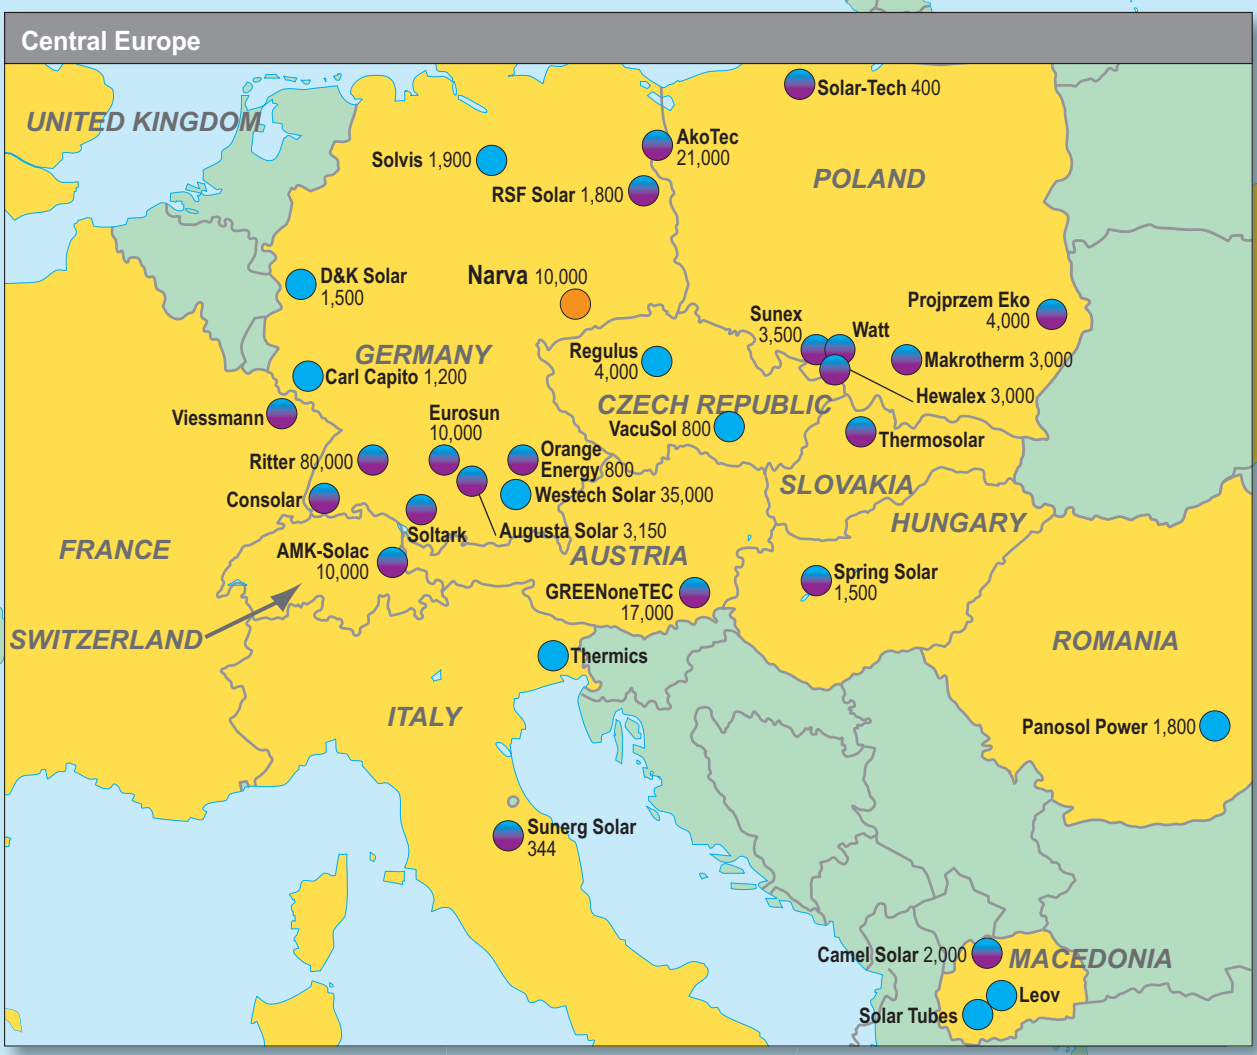 Central Europe
Solar-Tech 400
UNITED KINGDOM
AkoTec
21,000
Solvis 1,900
POLAND
RSF Solar 1,800
D&K Solar
1,500
Narva 10,000
Projprzem Eko
4,000
Sunex
3,500
Watt
GERMANY
Regulus
4,000
Makrotherm 3,000
Carl Capito 1,200
Hewalex 3,000
CZECH REPUBLIC
Viessmann
Eurosun
10,000
VacuSol 800
Thermosolar
Ritter 80,000
Orange
Energy 800
SLOVAKIA
Consolar
Westech Solar 35,000
HUNGARY
Soltark
Augusta Solar 3,150
FRANCE
AMK-Solac
10,000
AUSTRIA
Spring Solar
1,500
GREENoneTEC
17,000
SWITZERLAND
ROMANIA
Thermics
ITALY
Panosol Power 1,800
Sunerg Solar
344
Camel Solar 2,000
MACEDONIA
Leov
Solar Tubes